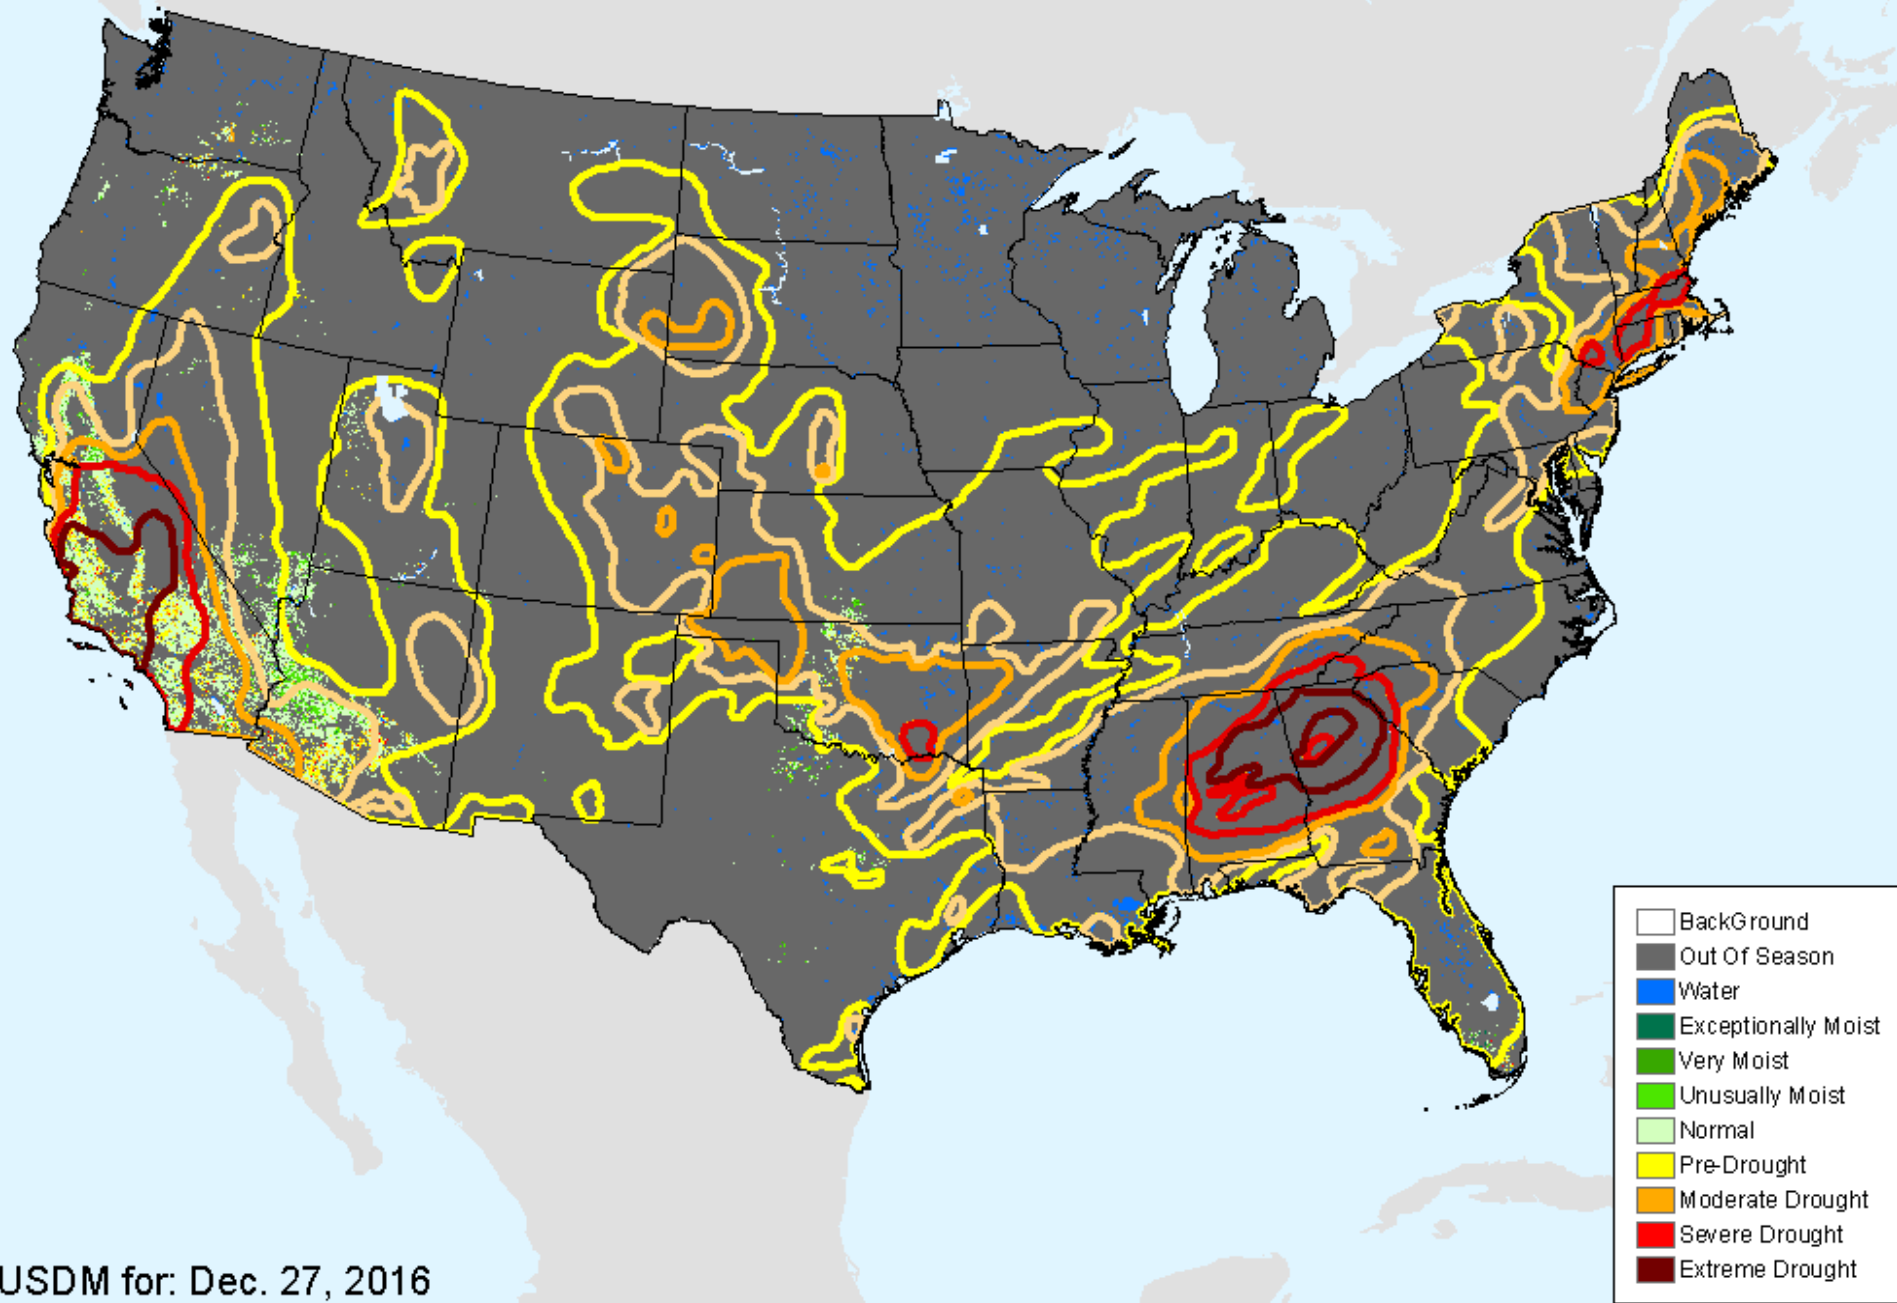 BackGround
Out Of Season
Water
Exceptionally Moist
Very Moist
Unusually Moist
Normal
Pre-Drought
Moderate Drought
Severe Drought
Extreme Drought
USDM for: Dec. 27, 2016